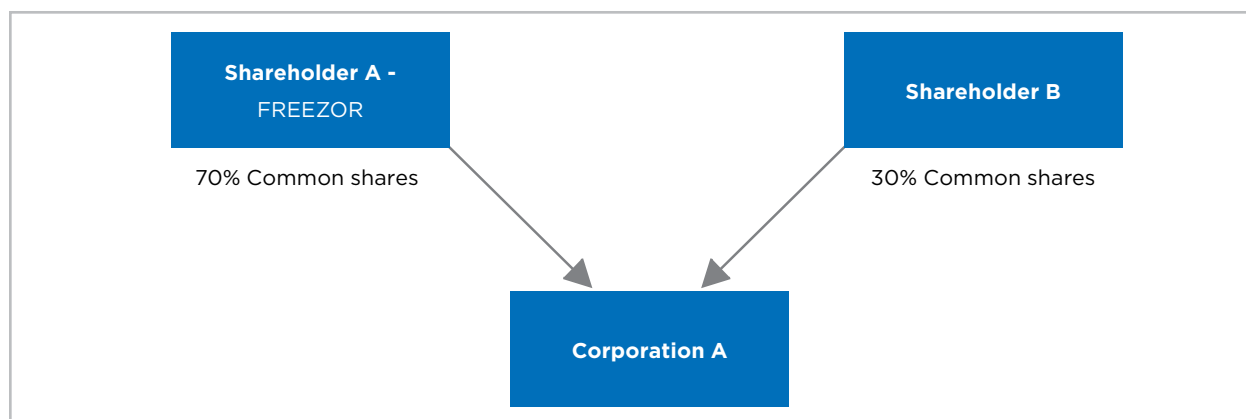 Shareholder A -
FREEZOR
Shareholder B
70% Common shares
30% Common shares
Corporation A